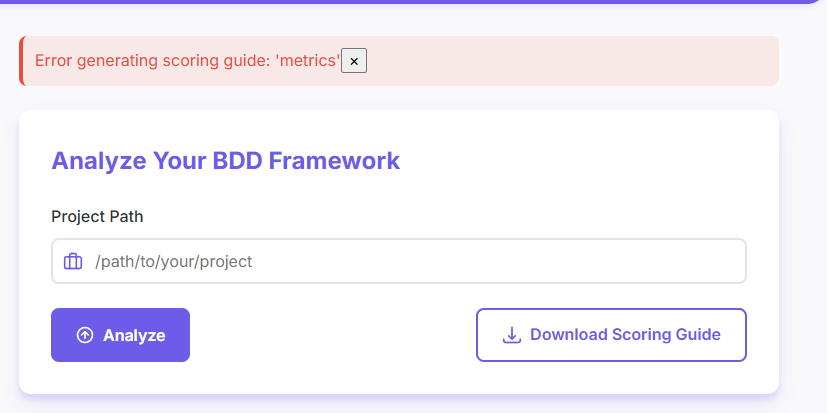 Error generating scoring guide: 'metrics' ×
Analyze Your BDD Framework
Project Path
/path/to/your/project
Analyze
Download Scoring Guide